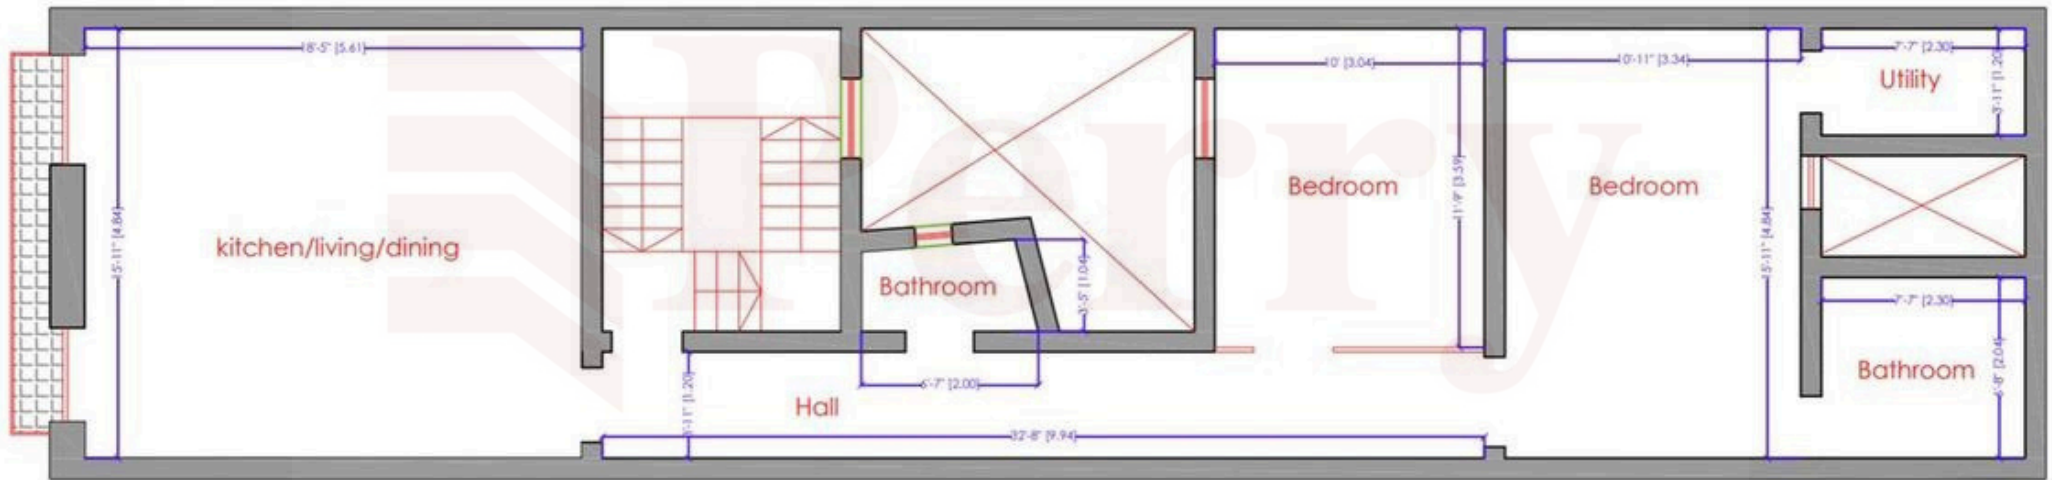 18'-5" [5.61]
10' [3.04]
10'-11" [3.34]
7'-7" [2.30]
3'-11" [1.20]
Utility
Perry
11'-9" [3.59]
Bedroom
Bedroom
15'-11" [4.84]
kitchen/living/dining
15'-11" [4.84]
Bathroom
3'-5" [1.04]
7'-7" [2.30]
Bathroom
6'-8" [2.04]
6'-7" [2.00]
3'-11" [1.20]
Hall
32'-8" [9.94]